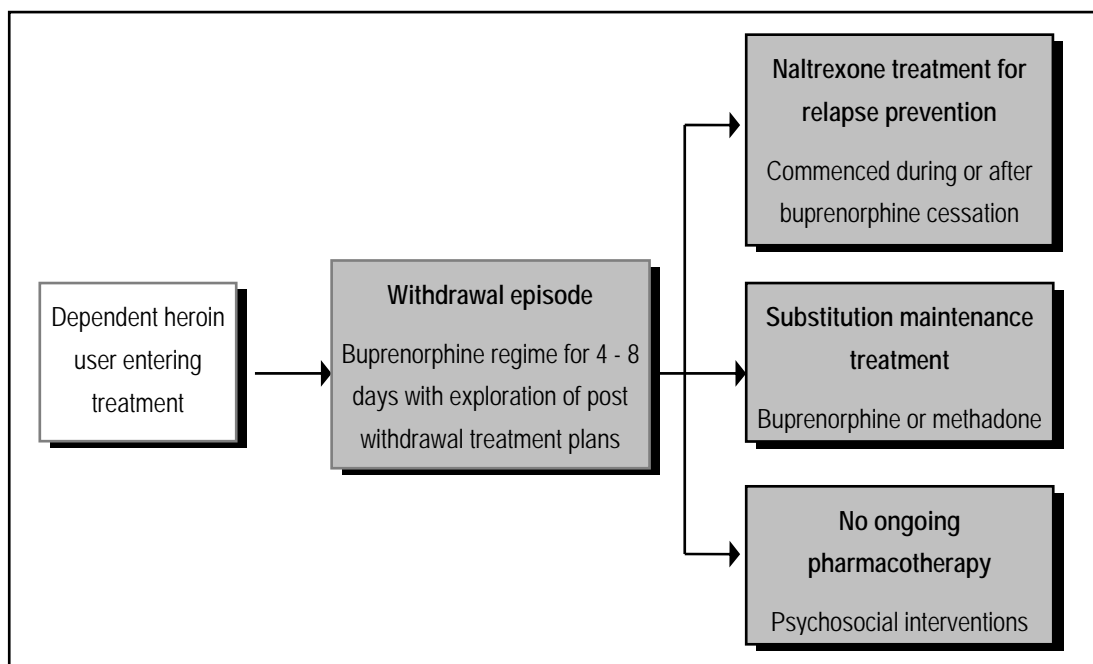 Dependent heroin
user entering
treatment
Withdrawal episode
Buprenorphine regime for 4 - 8
days with exploration of post
withdrawal treatment plans
Naltrexone treatment for
relapse prevention
Commenced during or after
buprenorphine cessation
Substitution maintenance
treatment
Buprenorphine or methadone
No ongoing
pharmacotherapy
Psychosocial interventions